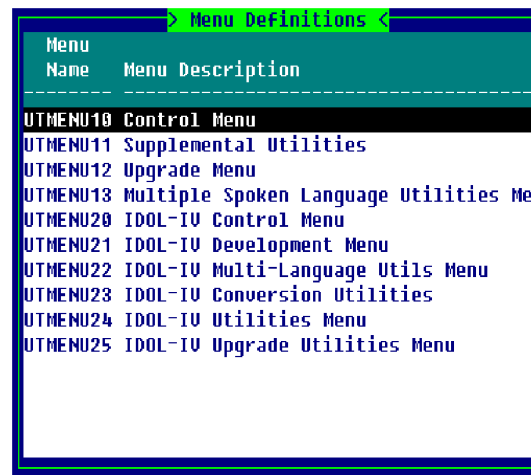 > Menu Definitions <
Menu
Name Menu Description
-------- ---------------------------------
UTMENU10 Control Menu
UTMENU11 Supplemental Utilities
UTMENU12 Upgrade Menu
UTMENU13 Multiple Spoken Language Utilities Me
UTMENU20 IDOL-IV Control Menu
UTMENU21 IDOL-IV Development Menu
UTMENU22 IDOL-IV Multi-Language Utils Menu
UTMENU23 IDOL-IV Conversion Utilities
UTMENU24 IDOL-IV Utilities Menu
UTMENU25 IDOL-IV Upgrade Utilities Menu